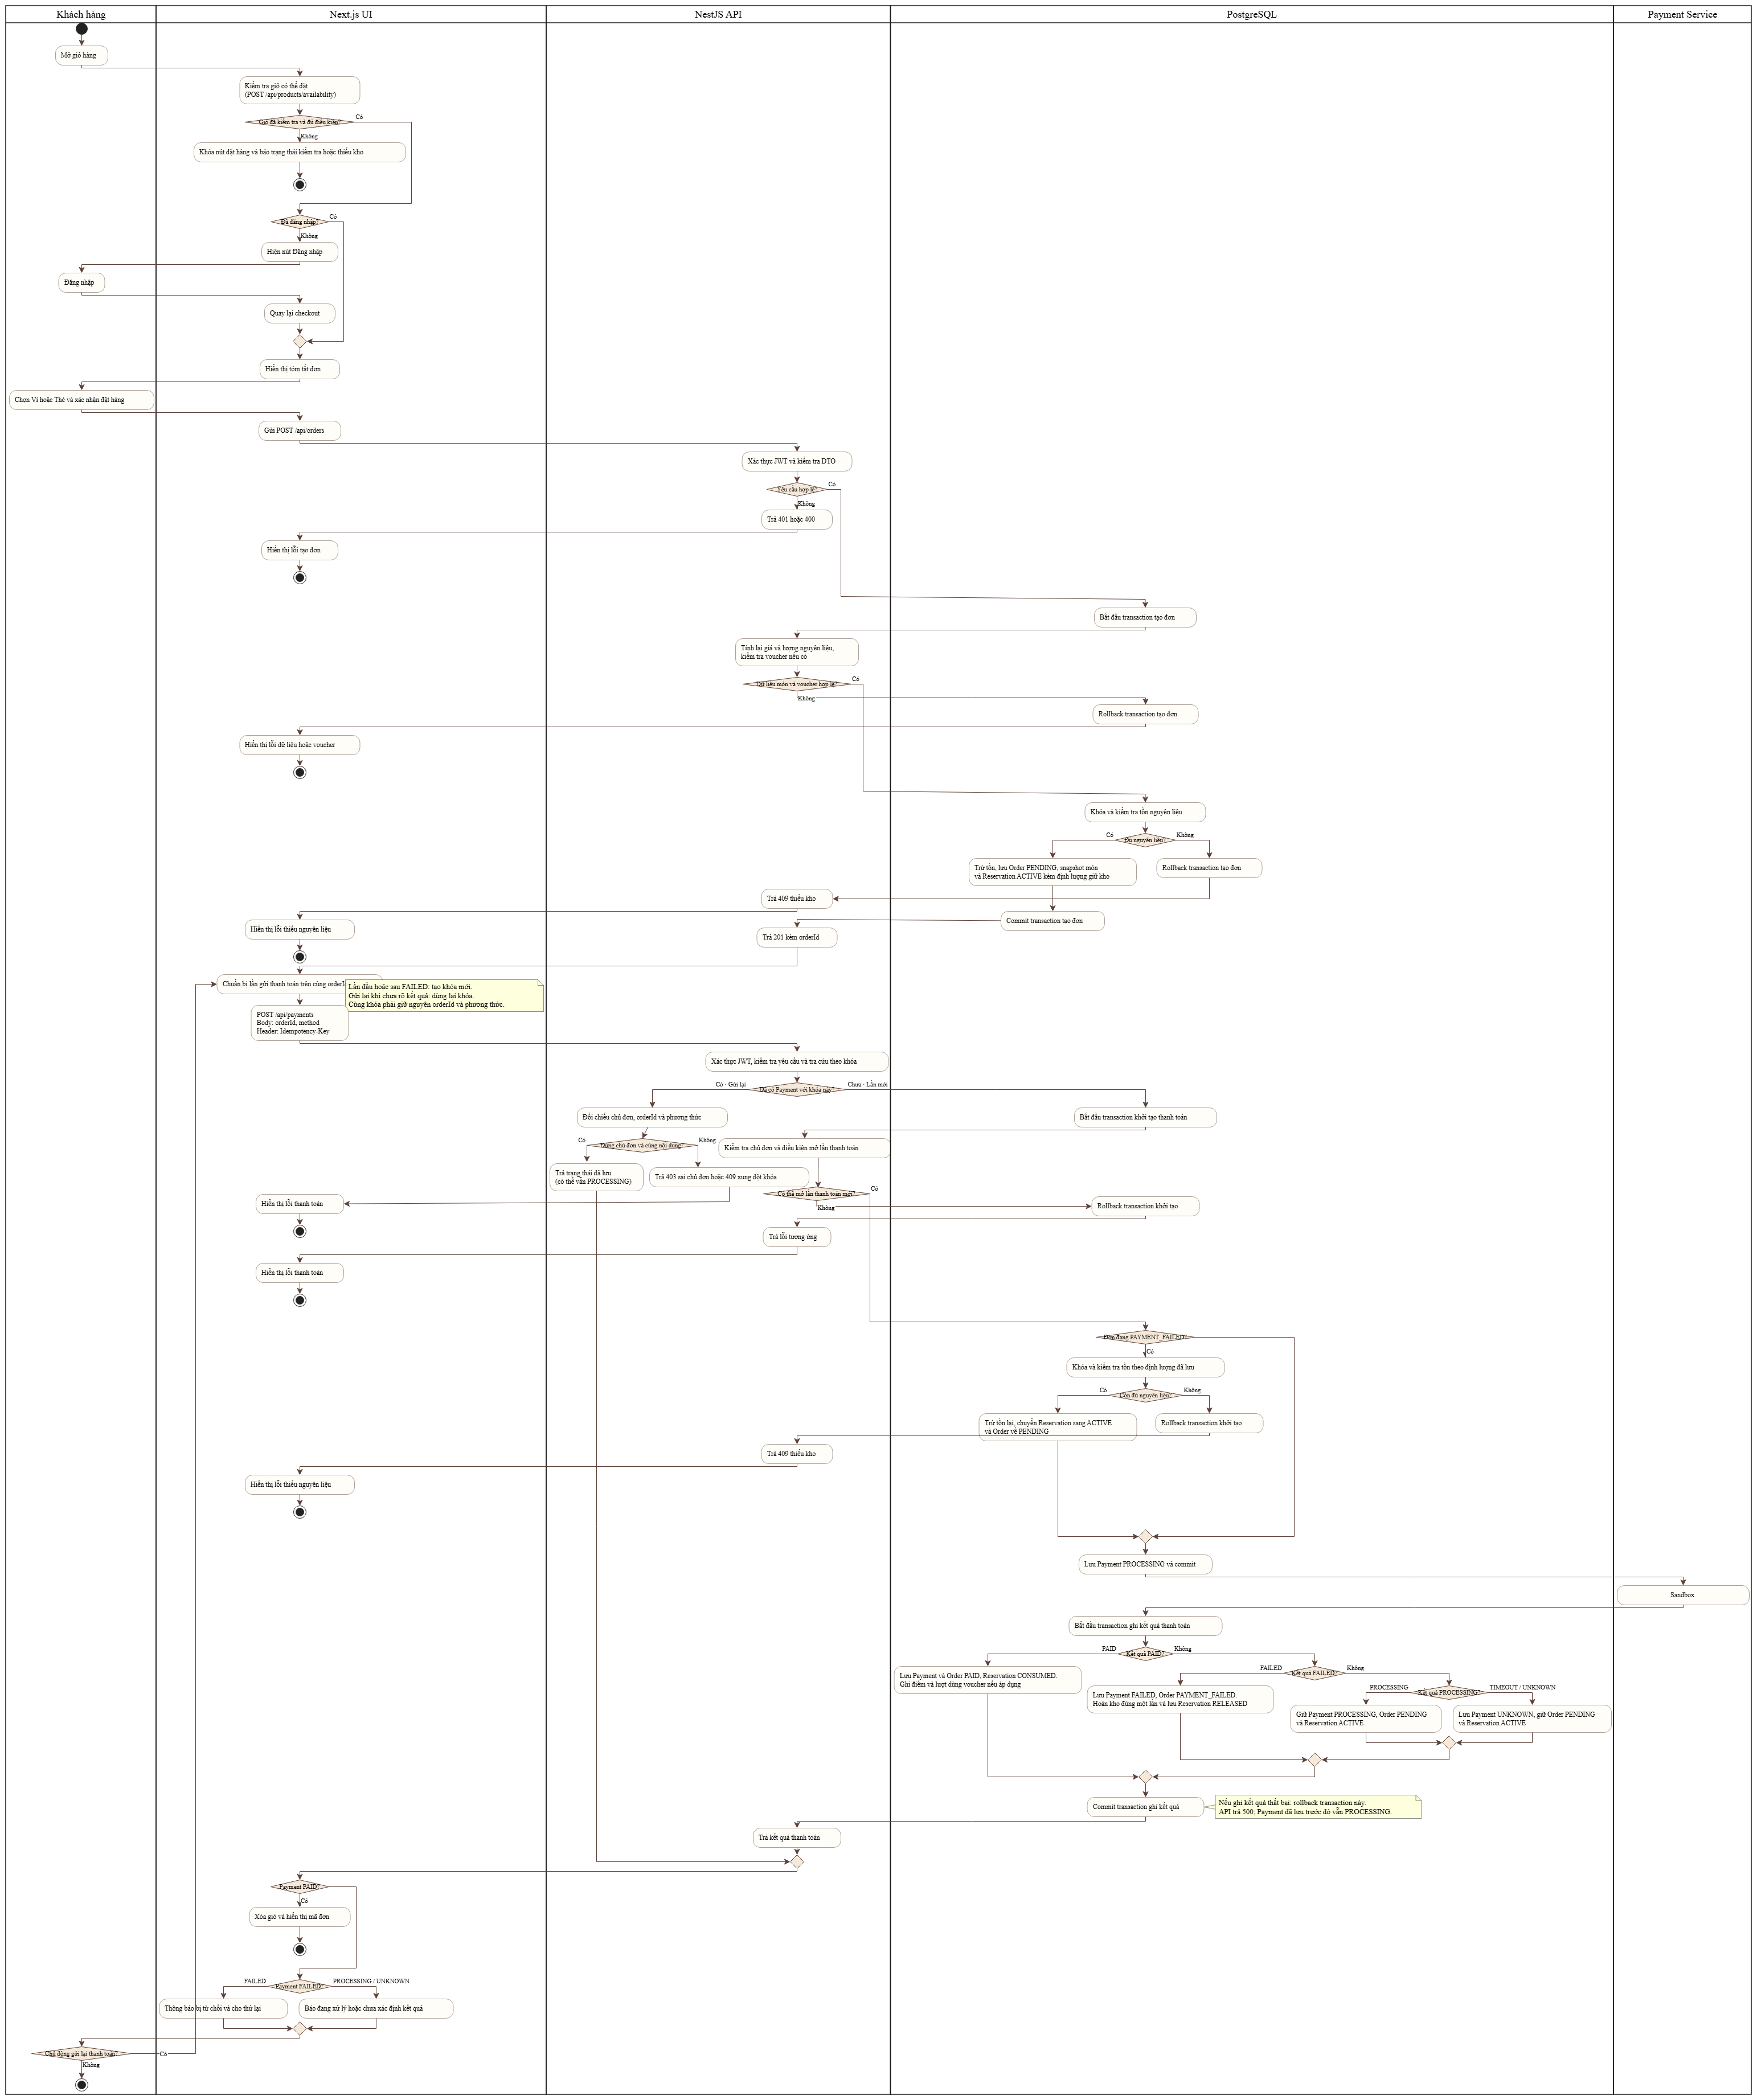 Khách hàng
Next.js UI
NestJS API
PostgreSQL
Payment Service
Mở giỏ hàng
Kiểm tra giỏ có thể đặt
(POST /api/products/availability)
Giỏ đã kiểm tra và đủ điều kiện?
Có
Không
Khóa nút đặt hàng và báo trạng thái kiểm tra hoặc thiếu kho
Đã đăng nhập?
Có
Không
Hiện nút Đăng nhập
Đăng nhập
Quay lại checkout
Hiển thị tóm tắt đơn
Chọn Ví hoặc Thẻ và xác nhận đặt hàng
Gửi POST /api/orders
Xác thực JWT và kiểm tra DTO
Yêu cầu hợp lệ?
Có
Không
Trả 401 hoặc 400
Hiển thị lỗi tạo đơn
Bắt đầu transaction tạo đơn
Tính lại giá và lượng nguyên liệu,
kiểm tra voucher nếu có
Dữ liệu món và voucher hợp lệ?
Có
Không
Rollback transaction tạo đơn
Hiển thị lỗi dữ liệu hoặc voucher
Khóa và kiểm tra tồn nguyên liệu
Đủ nguyên liệu?
Có
Không
Trừ tồn, lưu Order PENDING, snapshot món
và Reservation ACTIVE kèm định lượng giữ kho
Rollback transaction tạo đơn
Trả 409 thiếu kho
Commit transaction tạo đơn
Hiển thị lỗi thiếu nguyên liệu
Trả 201 kèm orderId
Chuẩn bị lần gửi thanh toán trên cùng orderId
Lần đầu hoặc sau FAILED: tạo khóa mới.
Gửi lại khi chưa rõ kết quả: dùng lại khóa.
Cùng khóa phải giữ nguyên orderId và phương thức.
POST /api/payments
Body: orderId, method
Header: Idempotency-Key
Xác thực JWT, kiểm tra yêu cầu và tra cứu theo khóa
Đã có Payment với khóa này?
Có - Gửi lại
Chưa - Lần mới
Đối chiếu chủ đơn, orderId và phương thức
Bắt đầu transaction khởi tạo thanh toán
Đúng chủ đơn và cùng nội dung?
Có
Không
Kiểm tra chủ đơn và điều kiện mở lần thanh toán
Trả trạng thái đã lưu
(có thể vẫn PROCESSING)
Trả 403 sai chủ đơn hoặc 409 xung đột khóa
Có thể mở lần thanh toán mới?
Có
Không
Hiển thị lỗi thanh toán
Rollback transaction khởi tạo
Trả lỗi tương ứng
Hiển thị lỗi thanh toán
Đơn đang PAYMENT_FAILED?
Có
Khóa và kiểm tra tồn theo định lượng đã lưu
Còn đủ nguyên liệu?
Có
Không
Trừ tồn lại, chuyển Reservation sang ACTIVE
và Order về PENDING
Rollback transaction khởi tạo
Trả 409 thiếu kho
Hiển thị lỗi thiếu nguyên liệu
Lưu Payment PROCESSING và commit
Sandbox
Bắt đầu transaction ghi kết quả thanh toán
Kết quả PAID?
PAID
Không
Lưu Payment và Order PAID, Reservation CONSUMED.
Ghi điểm và lượt dùng voucher nếu áp dụng
Kết quả FAILED?
FAILED
Không
Lưu Payment FAILED, Order PAYMENT_FAILED.
Hoàn kho đúng một lần và lưu Reservation RELEASED
Kết quả PROCESSING?
PROCESSING
TIMEOUT / UNKNOWN
Giữ Payment PROCESSING, Order PENDING
và Reservation ACTIVE
Lưu Payment UNKNOWN, giữ Order PENDING
và Reservation ACTIVE
Commit transaction ghi kết quả
Nếu ghi kết quả thất bại: rollback transaction này.
API trả 500; Payment đã lưu trước đó vẫn PROCESSING.
Trả kết quả thanh toán
Payment PAID?
Có
Xóa giỏ và hiển thị mã đơn
Payment FAILED?
FAILED
PROCESSING / UNKNOWN
Thông báo bị từ chối và cho thử lại
Báo đang xử lý hoặc chưa xác định kết quả
Chủ động gửi lại thanh toán?
Có
Không